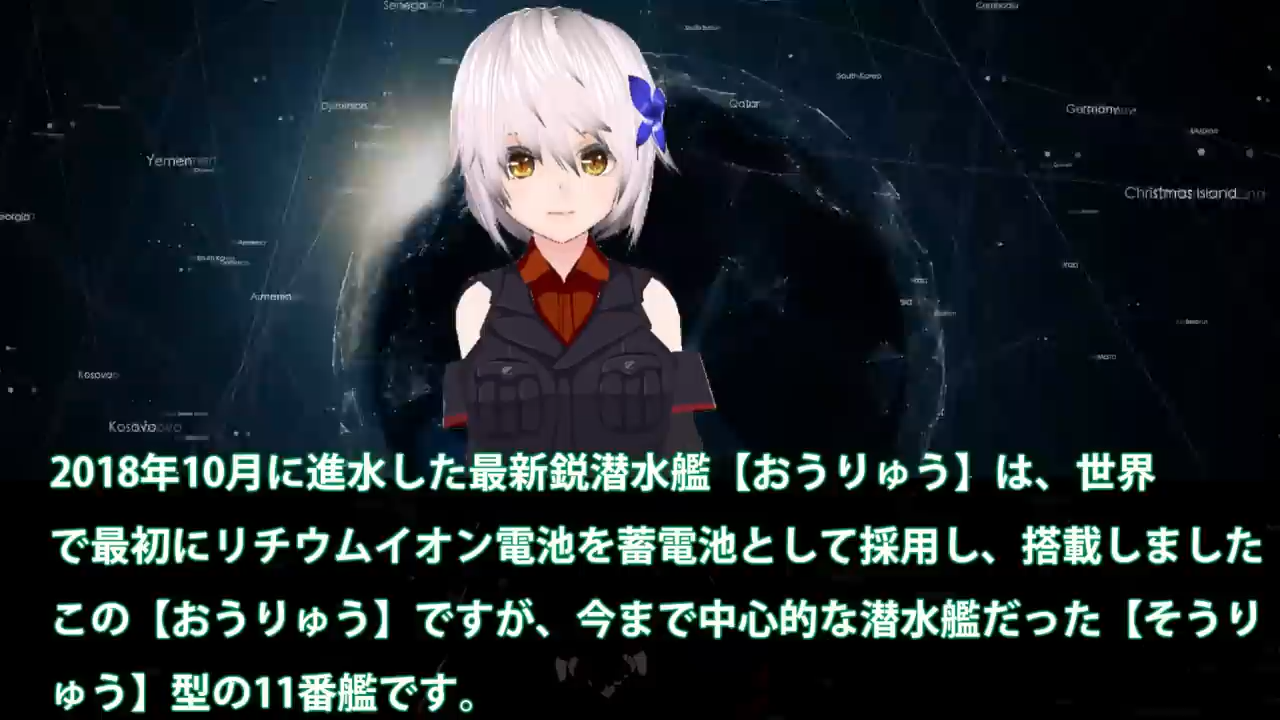 Senegal
Cambodia
South Korea
Qatar
Germany
Yemen
Christmas Island
Armenia
Kosovo
Kosovo
2018年10月に進水した最新鋭潜水艦【おうりゅう】は、世界
で最初にリチウムイオン電池を蓄電池として採用し、搭載しました
この【おうりゅう】ですが、今まで中心的な潜水艦だった【そうり
ゅう】型の11番艦です。